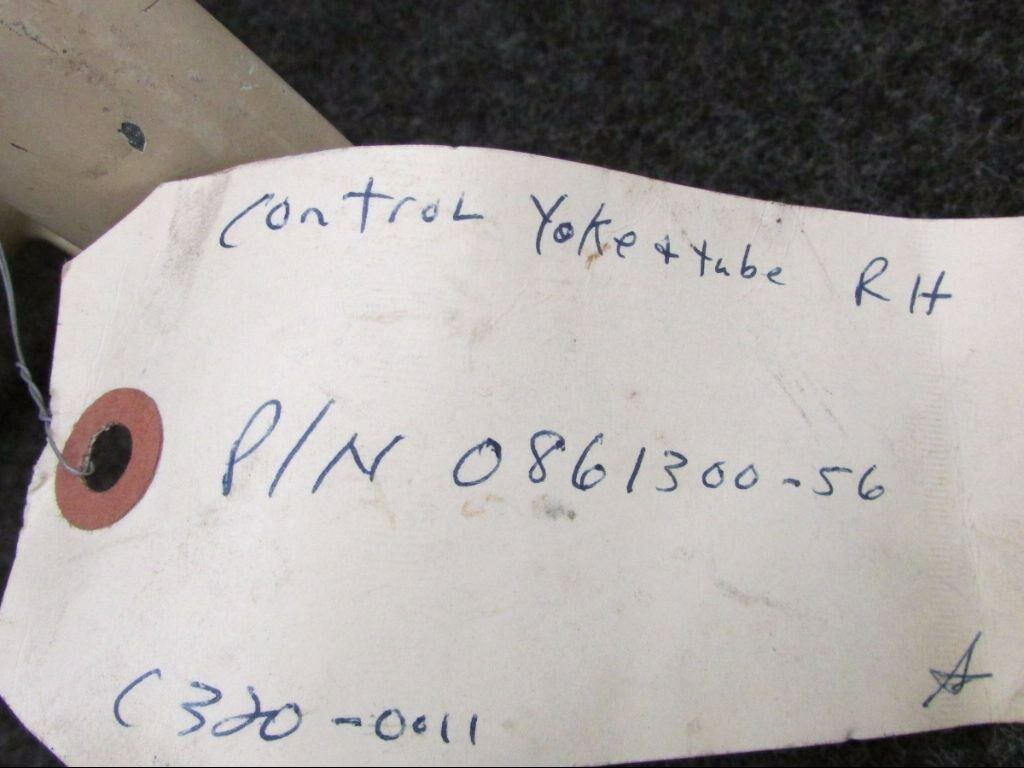 Control Yoke + tube RH
P/N 0861300-56
C320-0011
A